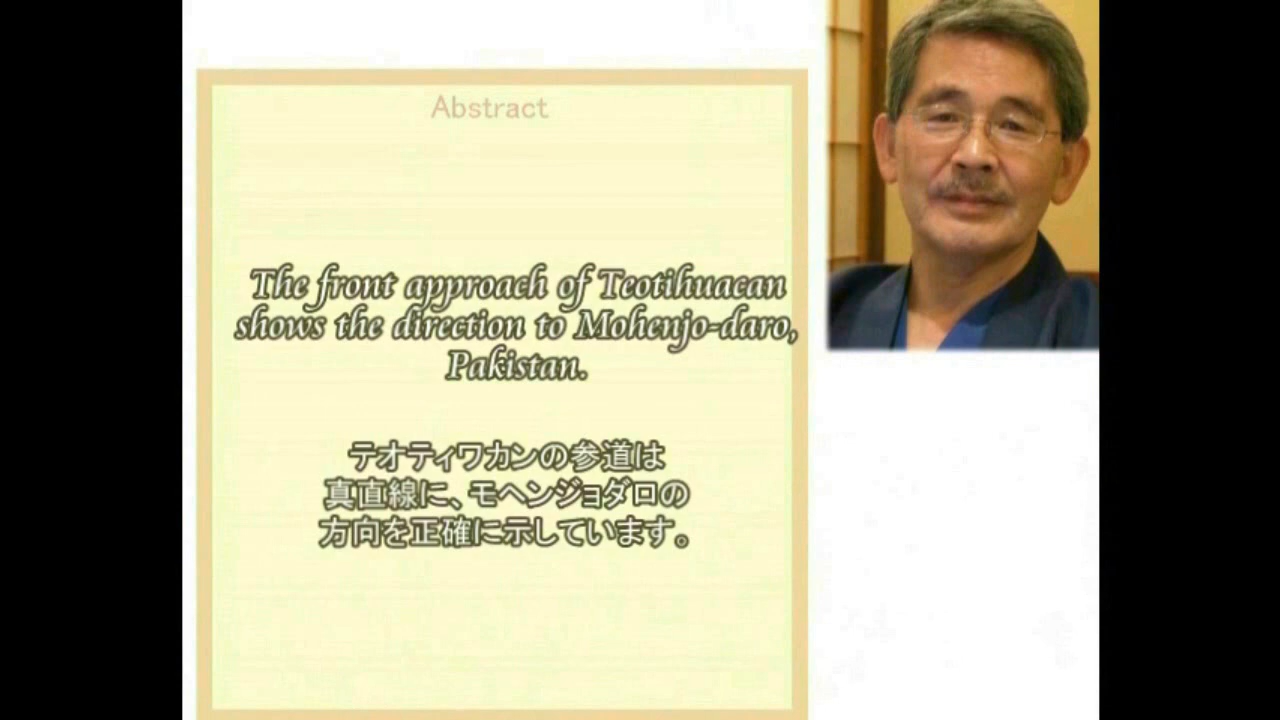 Abstract
The front approach of Teotihuacan
shows the direction to Mohenjo-daro,
Pakistan.
テオティワカンの参道は
真直線に、モヘンジョダロの
方向を正確に示しています。